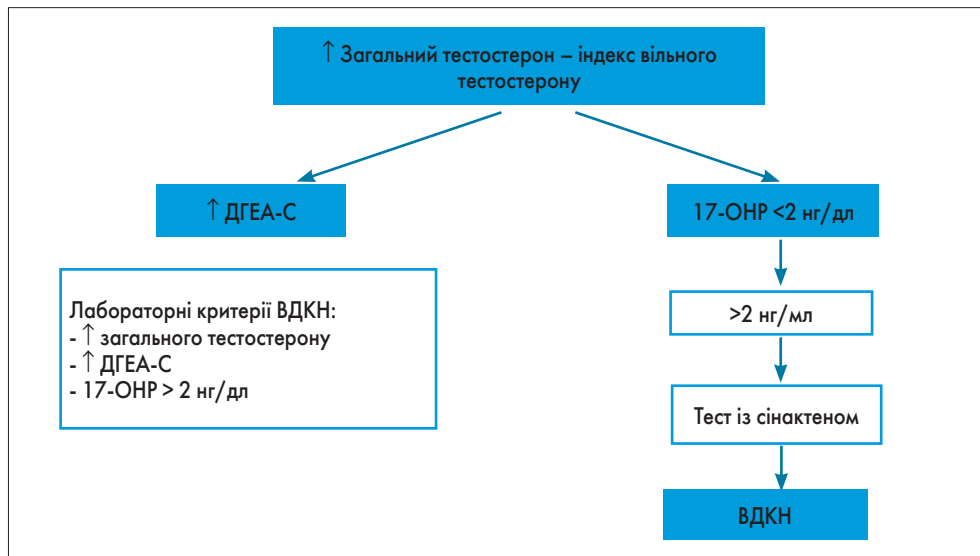 ↑ Загальний тестостерон – індекс вільного
тестостерону
↑ ДГЕА-С
17-ОНР <2 нг/дл
Лабораторні критерії ВДКН:
- ↑ загального тестостерону
- ↑ ДГЕА-С
- 17-ОНР > 2 нг/дл
>2 нг/мл
Тест із сінактеном
ВДКН